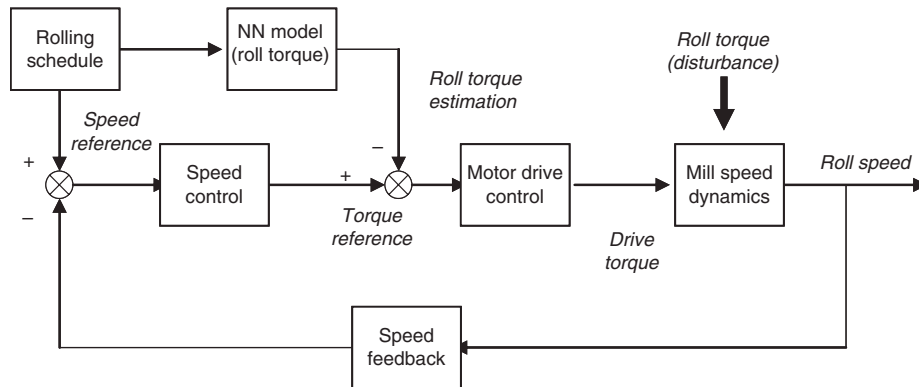 Rolling
schedule
NN model
(roll torque)
Roll torque
(disturbance)
Roll torque
estimation
Speed
reference
+
–
Speed
control
+
–
Torque
reference
Motor drive
control
Drive
torque
Mill speed
dynamics
Roll speed
Speed
feedback